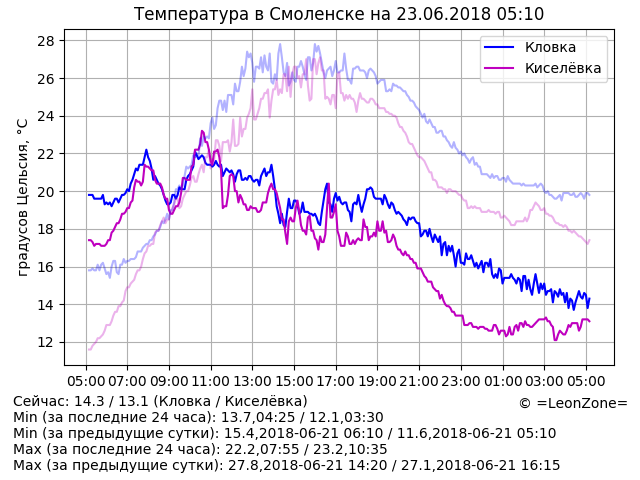 Температура в Смоленске на 23.06.2018 05:10
Кловка
Киселёвка
градусов Цельсия, °C
28
26
24
22
20
18
16
14
12
05:00 07:00 09:00 11:00 13:00 15:00 17:00 19:00 21:00 23:00 01:00 03:00 05:00
Сейчас: 14.3 / 13.1 (Кловка / Киселёвка)
© =LeonZone=
Min (за последние 24 часа): 13.7,04:25 / 12.1,03:30
Min (за предыдущие сутки): 15.4,2018-06-21 06:10 / 11.6,2018-06-21 05:10
Max (за последние 24 часа): 22.2,07:55 / 23.2,10:35
Max (за предыдущие сутки): 27.8,2018-06-21 14:20 / 27.1,2018-06-21 16:15